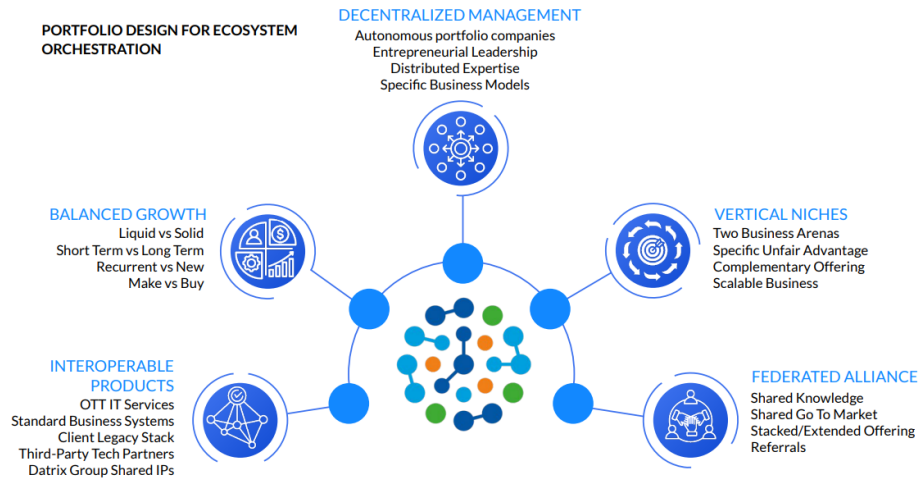 PORTFOLIO DESIGN FOR ECOSYSTEM
ORCHESTRATION
DECENTRALIZED MANAGEMENT
Autonomous portfolio companies
Entrepreneurial Leadership
Distributed Expertise
Specific Business Models
BALANCED GROWTH
Liquid vs Solid
Short Term vs Long Term
Recurrent vs New
Make vs Buy
VERTICAL NICHES
Two Business Arenas
Specific Unfair Advantage
Complementary Offering
Scalable Business
INTEROPERABLE
PRODUCTS
OTT IT Services
Standard Business Systems
Client Legacy Stack
Third-Party Tech Partners
Datrix Group Shared IPs
FEDERATED ALLIANCE
Shared Knowledge
Shared Go To Market
Stacked/Extended Offering
Referrals